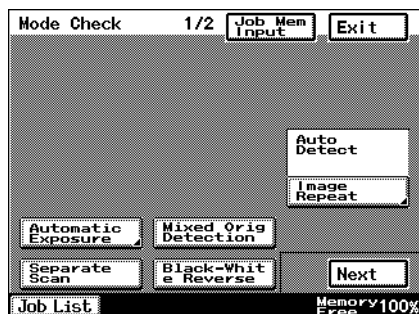 Mode Check 1/2 Job Mem Exit
Input
Auto
Detect
Image
Repeat
Automatic Mixed Orig
Exposure Detection
Separate Black-Whit
Scan e Reverse
Next
Job List Memory 100%
Free